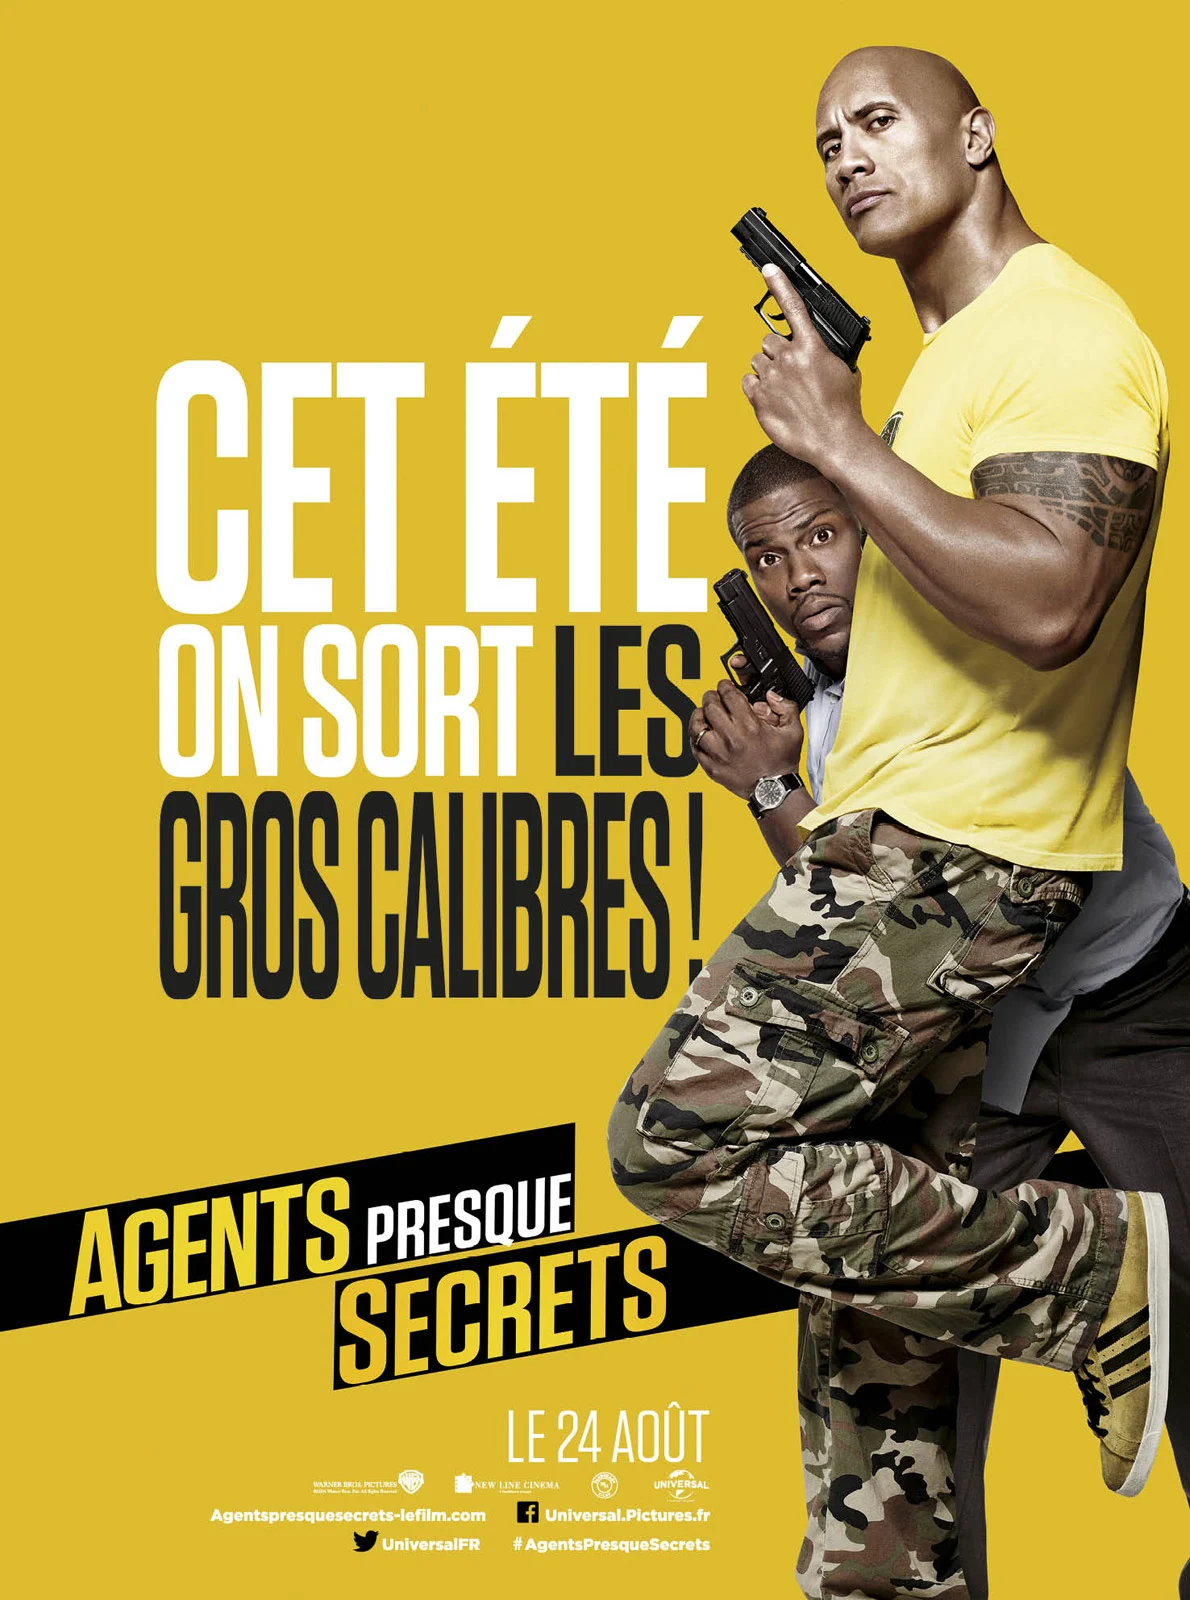 CET ÉTÉ
ON SORT LES
GROS CALIBRES !
AGENTS PRESQUE
SECRETS
LE 24 AOÛT
WARNER BROS. PICTURES
NEW LINE CINEMA
UNIVERSAL
Agentspresquesecrets-lefilm.com
Universal.Pictures.fr
UniversalFR
#AgentsPresqueSecrets